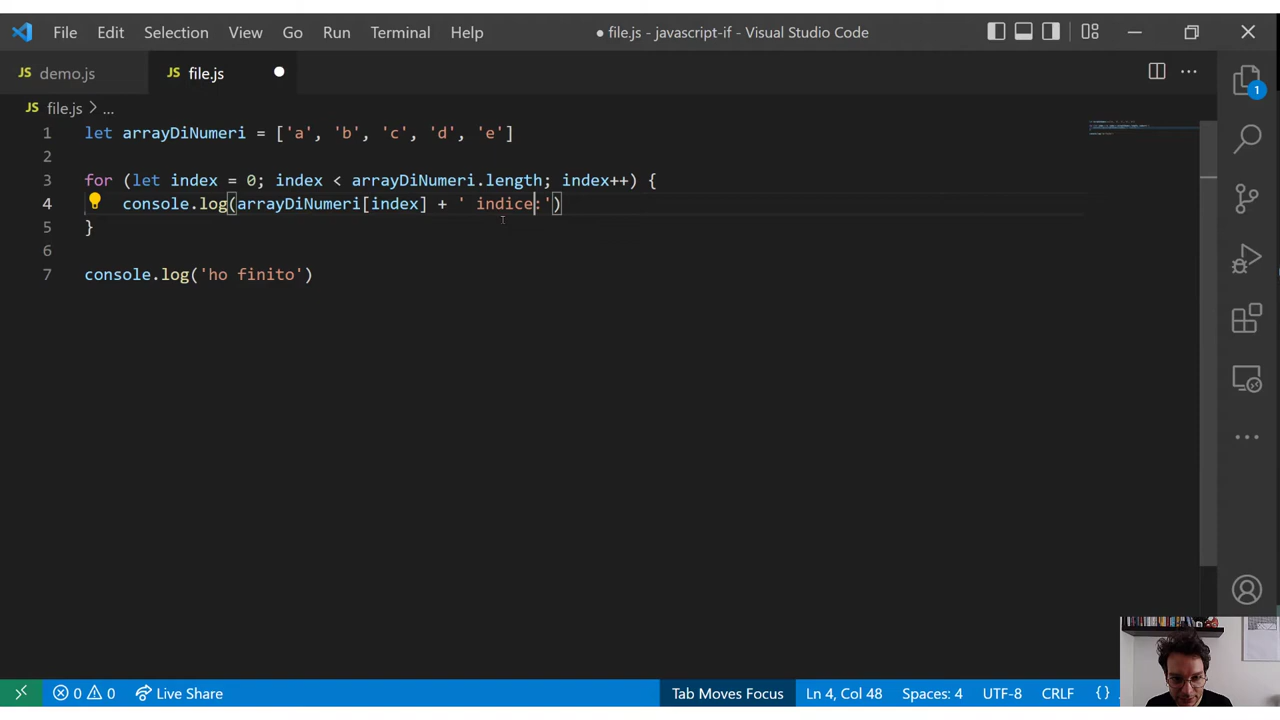 File Edit Selection View Go Run Terminal Help ● file.js - javascript-if - Visual Studio Code
JS demo.js JS file.js
JS file.js > ...
1 let arrayDiNumeri = ['a', 'b', 'c', 'd', 'e']
2
3 for (let index = 0; index < arrayDiNumeri.length; index++) {
4 console.log(arrayDiNumeri[index] + ' indice:')
5 }
6
7 console.log('ho finito')
1
0 0 Live Share Tab Moves Focus Ln 4, Col 48 Spaces: 4 UTF-8 CRLF {}